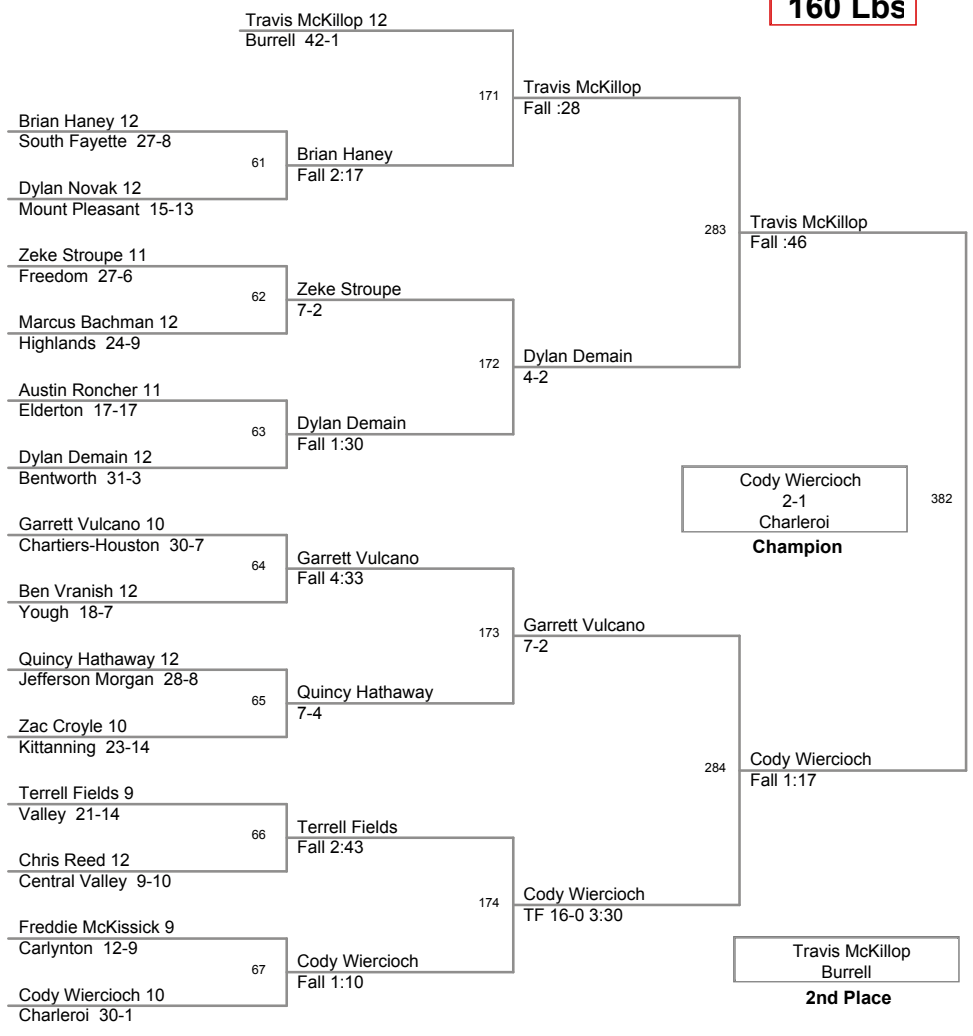 160 Lbs
Travis McKillop 12
Burrell 42-1
171
Travis McKillop
Fall :28
Brian Haney 12
South Fayette 27-8
61
Brian Haney
Fall 2:17
Dylan Novak 12
Mount Pleasant 15-13
283
Travis McKillop
Fall :46
Zeke Stroupe 11
Freedom 27-6
62
Zeke Stroupe
7-2
Marcus Bachman 12
Highlands 24-9
172
Dylan Demain
4-2
Austin Roncher 11
Elderton 17-17
63
Dylan Demain
Fall 1:30
Dylan Demain 12
Bentworth 31-3
Cody Wiercioch
2-1
Charleroi
Champion
382
Garrett Vulcano 10
Chartiers-Houston 30-7
64
Garrett Vulcano
Fall 4:33
Ben Vranish 12
Yough 18-7
173
Garrett Vulcano
7-2
Quincy Hathaway 12
Jefferson Morgan 28-8
65
Quincy Hathaway
7-4
Zac Croyle 10
Kittanning 23-14
284
Cody Wiercioch
Fall 1:17
Terrell Fields 9
Valley 21-14
66
Terrell Fields
Fall 2:43
Chris Reed 12
Central Valley 9-10
174
Cody Wiercioch
TF 16-0 3:30
Freddie McKissick 9
Carlynton 12-9
67
Cody Wiercioch
Fall 1:10
Cody Wiercioch 10
Charleroi 30-1
Travis McKillop
Burrell
2nd Place